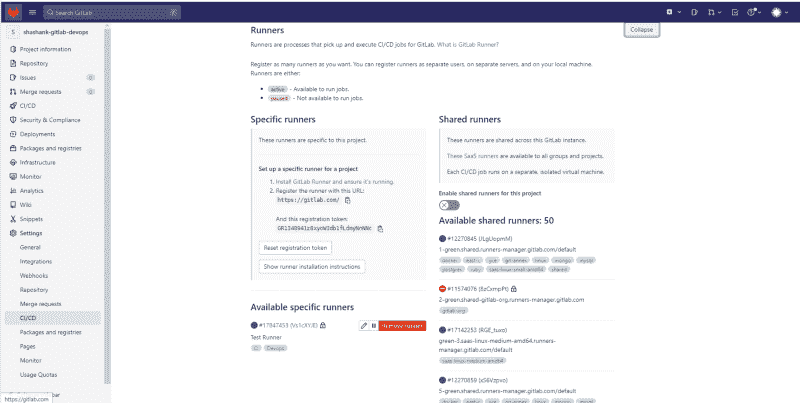 Search GitLab
shashank-gitlab-devops
Project information
Repository
Issues
0
Merge requests
0
CI/CD
Security & Compliance
Deployments
Packages and registries
Infrastructure
Monitor
Analytics
Wiki
Snippets
Settings
General
Integrations
Webhooks
Repository
Merge requests
CI/CD
Packages and registries
Pages
Monitor
Usage Quotas
https://gitlab.com
Collapse
Runners
Runners are processes that pick up and execute CI/CD jobs for GitLab. What is GitLab Runner?
Register as many runners as you want. You can register runners as separate users, on separate servers, and on your local machine.
Runners are either:
active - Available to run jobs.
paused - Not available to run jobs.
Specific runners
These runners are specific to this project.
Set up a specific runner for a project
1. Install GitLab Runner and ensure it's running.
2. Register the runner with this URL:
https://gitlab.com/
And this registration token:
Reset registration token
Show runner installation instructions
Available specific runners
#17847453
Remove runner
Test Runner
Devops
Shared runners
These runners are shared across this GitLab instance.
These SaaS runners are available to all groups and projects.
Each CI/CD job runs on a separate, isolated virtual machine.
Enable shared runners for this project
Available shared runners: 50
#12270845 (JLgUopmM)
1-green.shared.runners-manager.gitlab.com/default
docker east-c gce git-annex linux mongo mysql
postgres ruby saas-linux-small-amd64 shared
#11574076 (8zCxmpPt)
2-green.shared-gitlab-org.runners-manager.gitlab.com
gitlab-org
#17142253 (RGE_tuxo)
green-3.saas-linux-medium-amd64.runners-
manager.gitlab.com/default
saas-linux-medium-amd64
#12270859
5-green.shared.runners-manager.gitlab.com/default